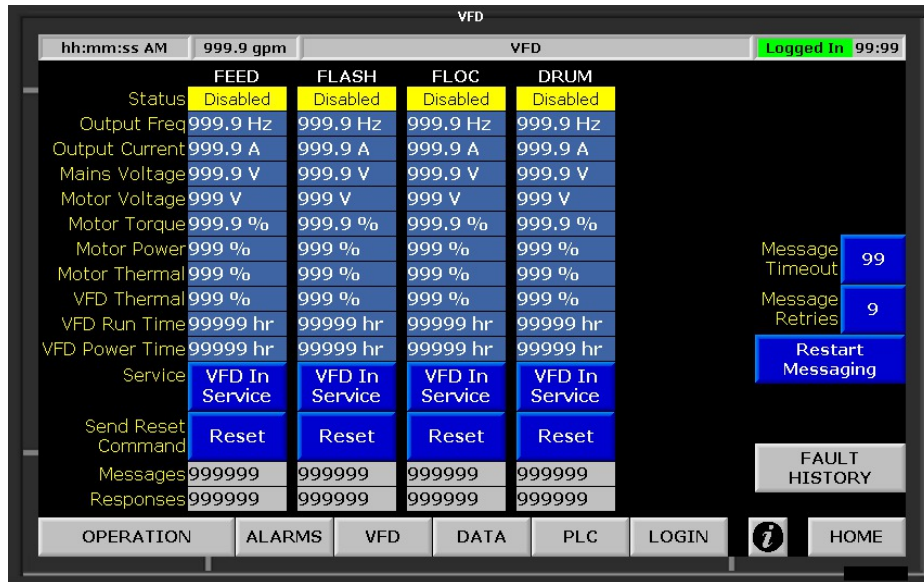 VFD
hh:mm:ss AM 999.9 gpm VFD Logged In 99:99
FEED FLASH FLOC DRUM
Status Disabled Disabled Disabled Disabled
Output Freq 999.9 Hz 999.9 Hz 999.9 Hz 999.9 Hz
Output Current 999.9 A 999.9 A 999.9 A 999.9 A
Mains Voltage 999.9 V 999.9 V 999.9 V 999.9 V
Motor Voltage 999 V 999 V 999 V 999 V
Motor Torque 999.9 % 999.9 % 999.9 % 999.9 %
Motor Power 999 % 999 % 999 % 999 %
Motor Thermal 999 % 999 % 999 % 999 %
VFD Thermal 999 % 999 % 999 % 999 %
VFD Run Time 99999 hr 99999 hr 99999 hr 99999 hr
VFD Power Time 99999 hr 99999 hr 99999 hr 99999 hr
Service VFD In VFD In VFD In VFD In
Service Service Service Service
Send Reset
Command Reset Reset Reset Reset
Messages 999999 999999 999999 999999
Responses 999999 999999 999999 999999
Message
Timeout 99
Message
Retries 9
Restart
Messaging
FAULT
HISTORY
OPERATION ALARMS VFD DATA PLC LOGIN i HOME